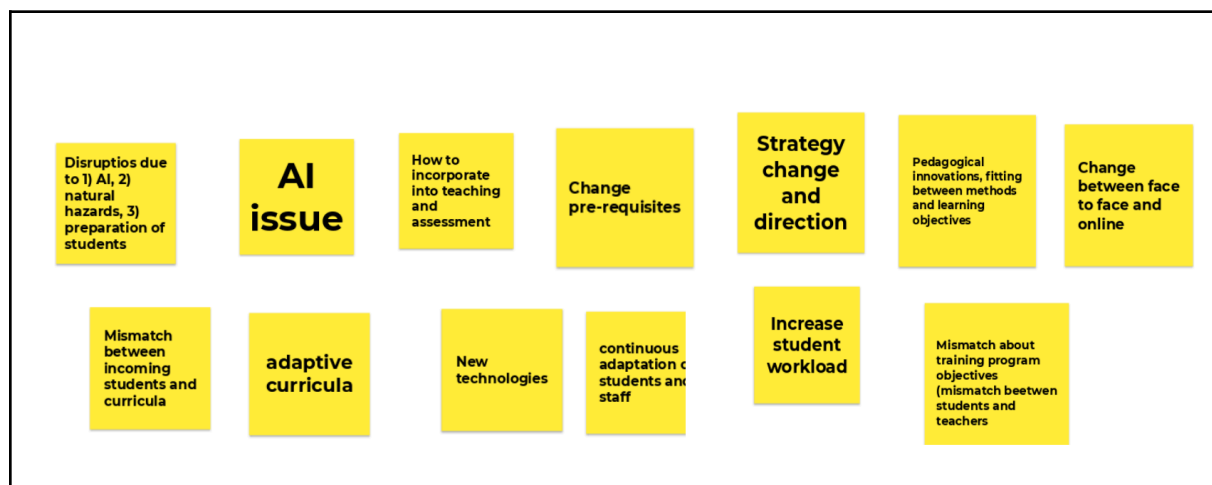 Disruptios due
to 1) AI, 2)
natural
hazards, 3)
preparation of
students
AI
issue
How to
incorporate
into teaching
and
assessment
Change
pre-requisites
Strategy
change
and
direction
Pedagogical
innovations, fitting
between methods
and learning
objectives
Change
between face
to face and
online
Mismatch
between
incoming
students and
curricula
adaptive
curricula
New
technologies
continuous
adaptation
students
staff
Increase
student
workload
Mismatch about
training program
objectives
(mismatch beetwen
students and
teachers